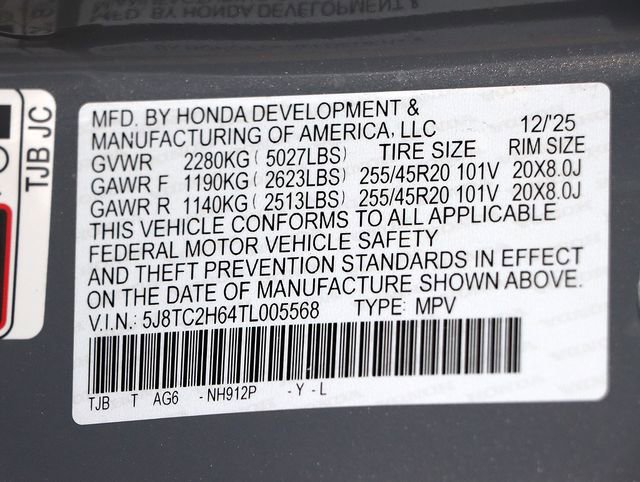 MFD. BY HONDA DEVELOPMENT &
MANUFACTURING OF AMERICA, LLC 12/'25
GVWR 2280KG ( 5027LBS) TIRE SIZE RIM SIZE
GAWR F 1190KG ( 2623LBS) 255/45R20 101V 20X8.0J
GAWR R 1140KG ( 2513LBS) 255/45R20 101V 20X8.0J
THIS VEHICLE CONFORMS TO ALL APPLICABLE
FEDERAL MOTOR VEHICLE SAFETY
AND THEFT PREVENTION STANDARDS IN EFFECT
ON THE DATE OF MANUFACTURE SHOWN ABOVE.
V.I.N.: 5J8TC2H64TL005568 TYPE: MPV
TJB T AG6 - NH912P - Y - L
TJB JC